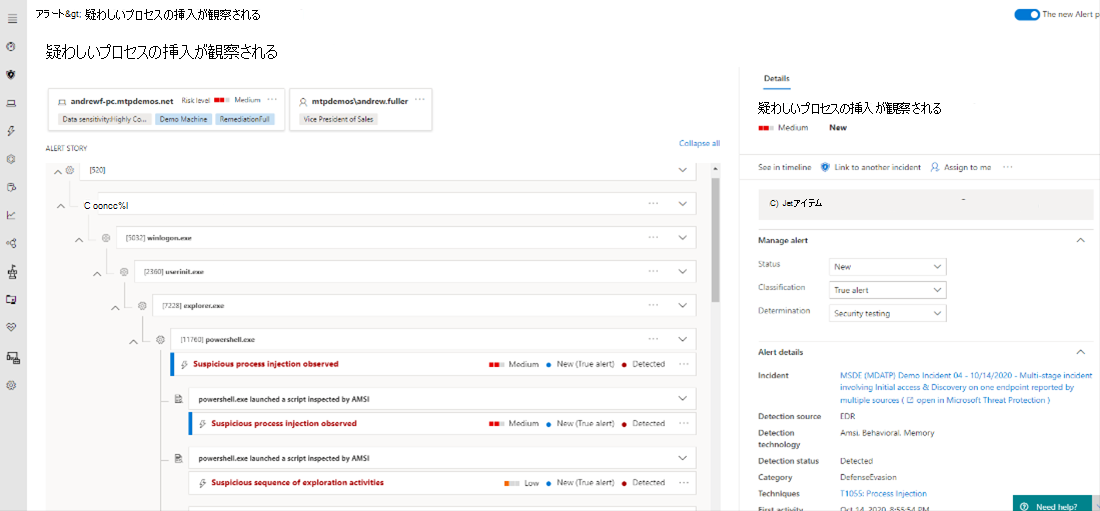 アラート&gt; 疑わしいプロセスの挿入が観察される
The new Alert p
疑わしいプロセスの挿入が観察される
andrewf-pc.mtpdemos.net Risk level Medium ...
Data sensitivity:Highly Co... Demo Machine RemediationFull
mtpdemos\andrew.fuller ...
Vice President of Sales
ALERT STORY
Collapse all
[520]
C oonoo%l ...
[5032] winlogon.exe ...
[2360] userinit.exe ...
[7228] explorer.exe ...
[11760] powershell.exe ...
Suspicious process injection observed Medium New (True alert) Detected ...
powershell.exe launched a script inspected by AMSI
Suspicious process injection observed Medium New (True alert) Detected ...
powershell.exe launched a script inspected by AMSI
Suspicious sequence of exploration activities Low New (True alert) Detected ...
Details
疑わしいプロセスの挿入が観察される
Medium New
See in timeline Link to another incident Assign to me ...
C) Jetアイテム
Manage alert
Status New
Classification True alert
Determination Security testing
Alert details
Incident MSDE (MDATP) Demo Incident 04 - 10/14/2020 - Multi-stage incident
involving Initial access & Discovery on one endpoint reported by
multiple sources ( open in Microsoft Threat Protection )
Detection source EDR
Detection technology Amsi, Behavioral, Memory
Detection status Detected
Category DefenseEvasion
Techniques T1055: Process Injection
First activity Oct 14, 2020, 8:55:54 PM
Need help?